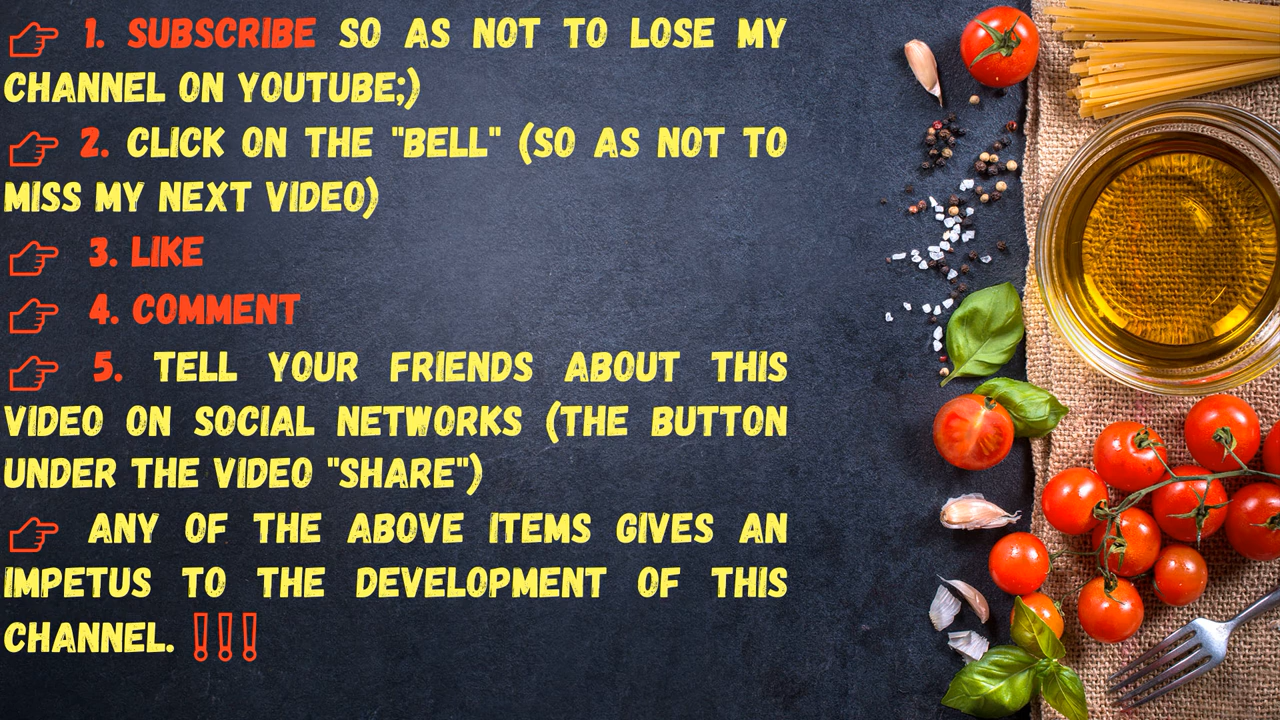 👉 1. SUBSCRIBE SO AS NOT TO LOSE MY
CHANNEL ON YOUTUBE;)
👉 2. CLICK ON THE "BELL" (SO AS NOT TO
MISS MY NEXT VIDEO)
👉 3. LIKE
👉 4. COMMENT
👉 5. TELL YOUR FRIENDS ABOUT THIS
VIDEO ON SOCIAL NETWORKS (THE BUTTON
UNDER THE VIDEO "SHARE")
👉 ANY OF THE ABOVE ITEMS GIVES AN
IMPETUS TO THE DEVELOPMENT OF THIS
CHANNEL. ❗❗❗